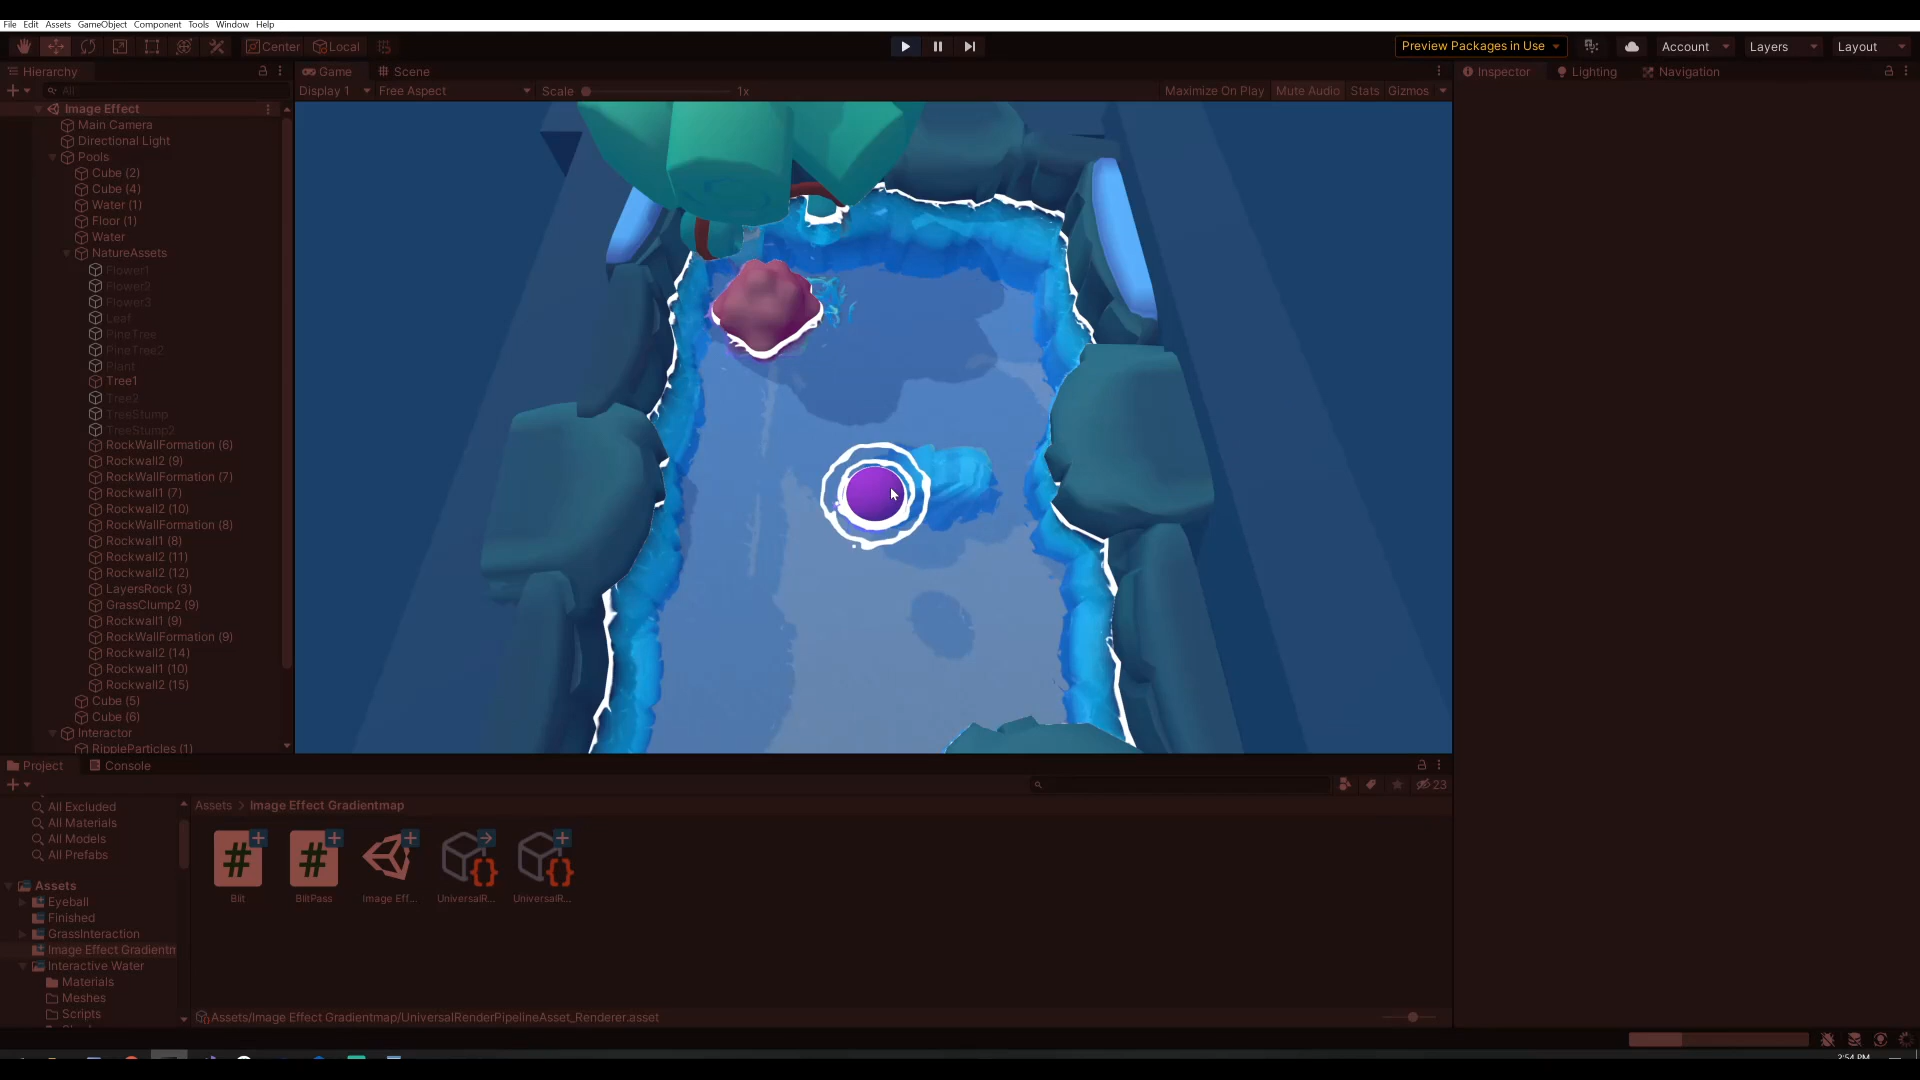 File Edit Assets GameObject Component Tools Window Help
Center Local
Preview Packages in Use
Account
Layers
Layout
Hierarchy
All
Image Effect
Main Camera
Directional Light
Pools
Cube (2)
Cube (4)
Water (1)
Floor (1)
Water
NatureAssets
Flower1
Flower2
Flower3
Leaf
PineTree
PineTree2
Plant
Tree1
Tree2
TreeStump
TreeStump2
RockWallFormation (6)
Rockwall2 (9)
RockWallFormation (7)
Rockwall1 (7)
Rockwall2 (10)
RockWallFormation (8)
Rockwall1 (8)
Rockwall2 (11)
Rockwall2 (12)
LayersRock (3)
GrassClump2 (9)
Rockwall1 (9)
RockWallFormation (9)
Rockwall2 (14)
Rockwall1 (10)
Rockwall2 (15)
Cube (5)
Cube (6)
Interactor
RippleParticles (1)
Game Scene
Display 1 Free Aspect Scale 1x Maximize On Play Mute Audio Stats Gizmos
Inspector Lighting Navigation
Project Console
23
All Excluded
All Materials
All Models
All Prefabs
Assets
Eyeball
Finished
GrassInteraction
Image Effect Gradientm
Interactive Water
Materials
Meshes
Scripts
Assets > Image Effect Gradientmap
Blit
BlitPass
Image Eff...
UniversalR...
UniversalR...
Assets/Image Effect Gradientmap/UniversalRenderPipelineAsset_Renderer.asset